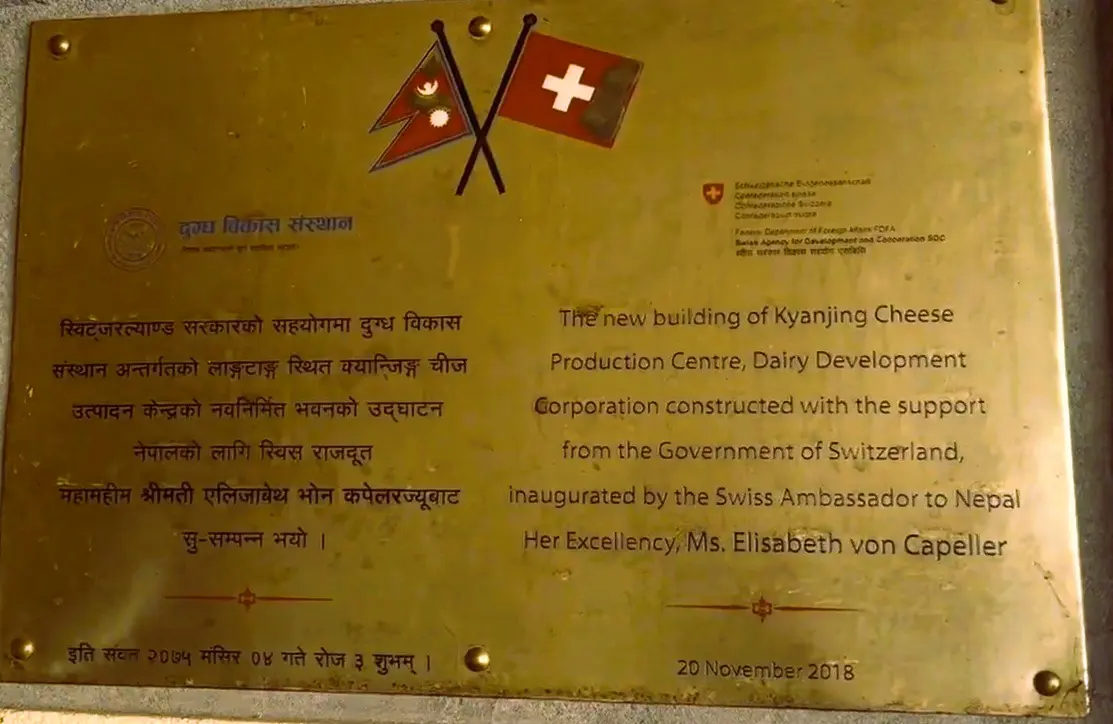 दुग्ध विकास संस्थान
स्विट्जरल्याण्ड सरकारको सहयोगमा दुग्ध विकास
संस्थान अन्तर्गतको लाङ्गटाङ्ग स्थित क्यान्जिङ्ग चीज
उत्पादन केन्द्रको नवनिर्मित भवनको उद्घाटन
नेपालको लागि स्विस राजदूत
महामहीम श्रीमती एलिजाबेथ भोन कपेलरज्यूबाट
सु-सम्पन्न भयो ।
इति संवत २०७५ मंसिर ०४ गते रोज ३ शुभम् ।
Schweizerische Eidgenossenschaft
Confédération suisse
Confederazione Svizzera
Confederaziun svizra
Federal Department of Foreign Affairs FDFA
Swiss Agency for Development and Cooperation SDC
The new building of Kyanjing Cheese
Production Centre, Dairy Development
Corporation constructed with the support
from the Government of Switzerland,
inaugurated by the Swiss Ambassador to Nepal
Her Excellency, Ms. Elisabeth von Capeller
20 November 2018